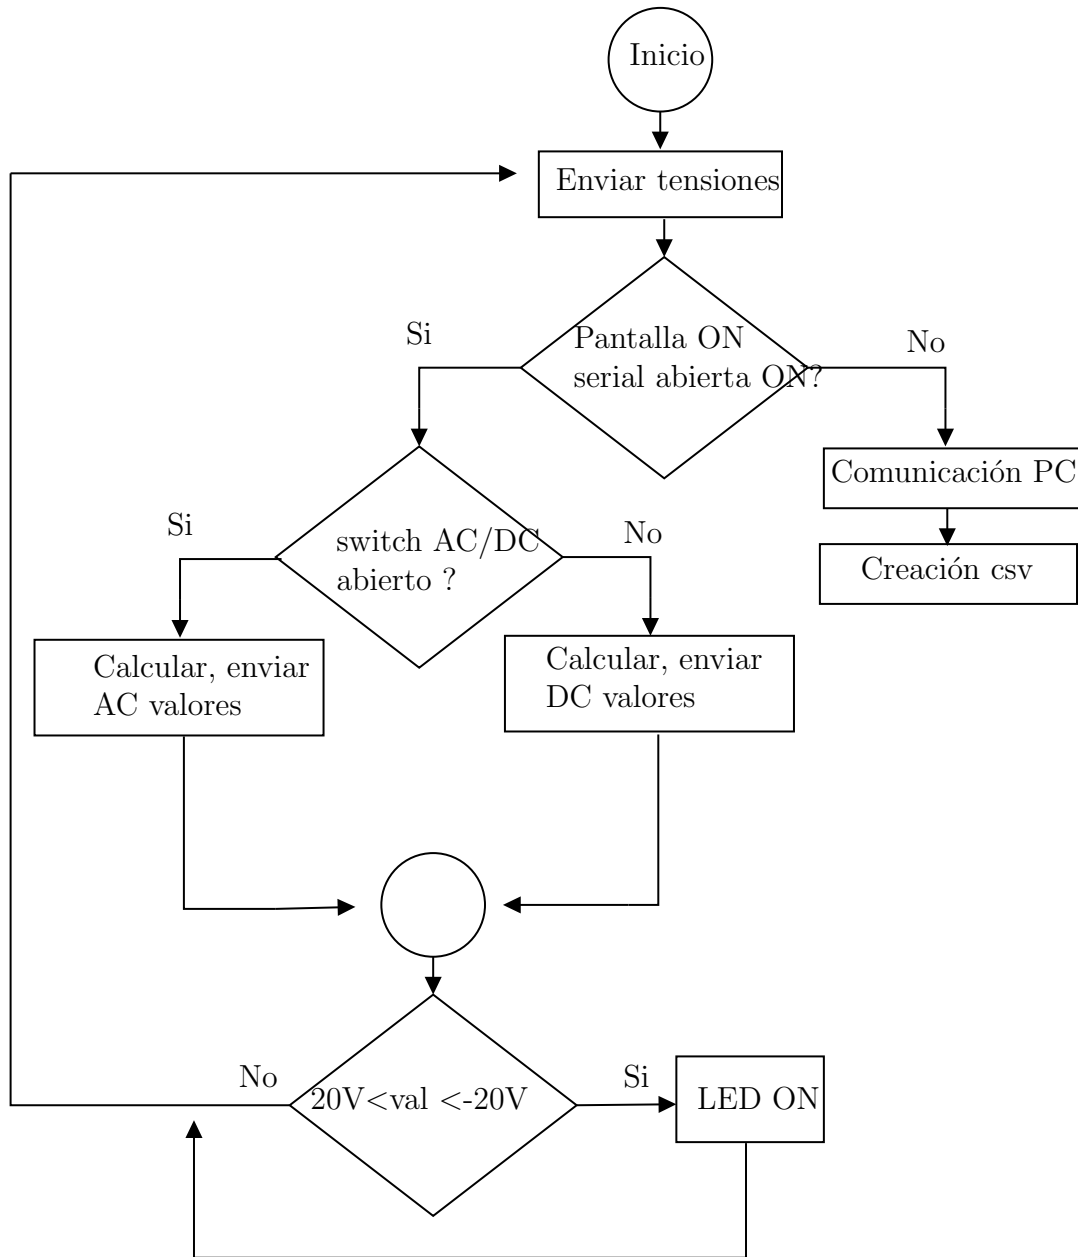 Inicio
Enviar tensiones
Si
Pantalla ON
serial abierta ON?
No
Comunicación PC
Creación csv
Si
switch AC/DC
abierto ?
No
Calcular, enviar
AC valores
Calcular, enviar
DC valores
No
20V<val <-20V
Si
LED ON